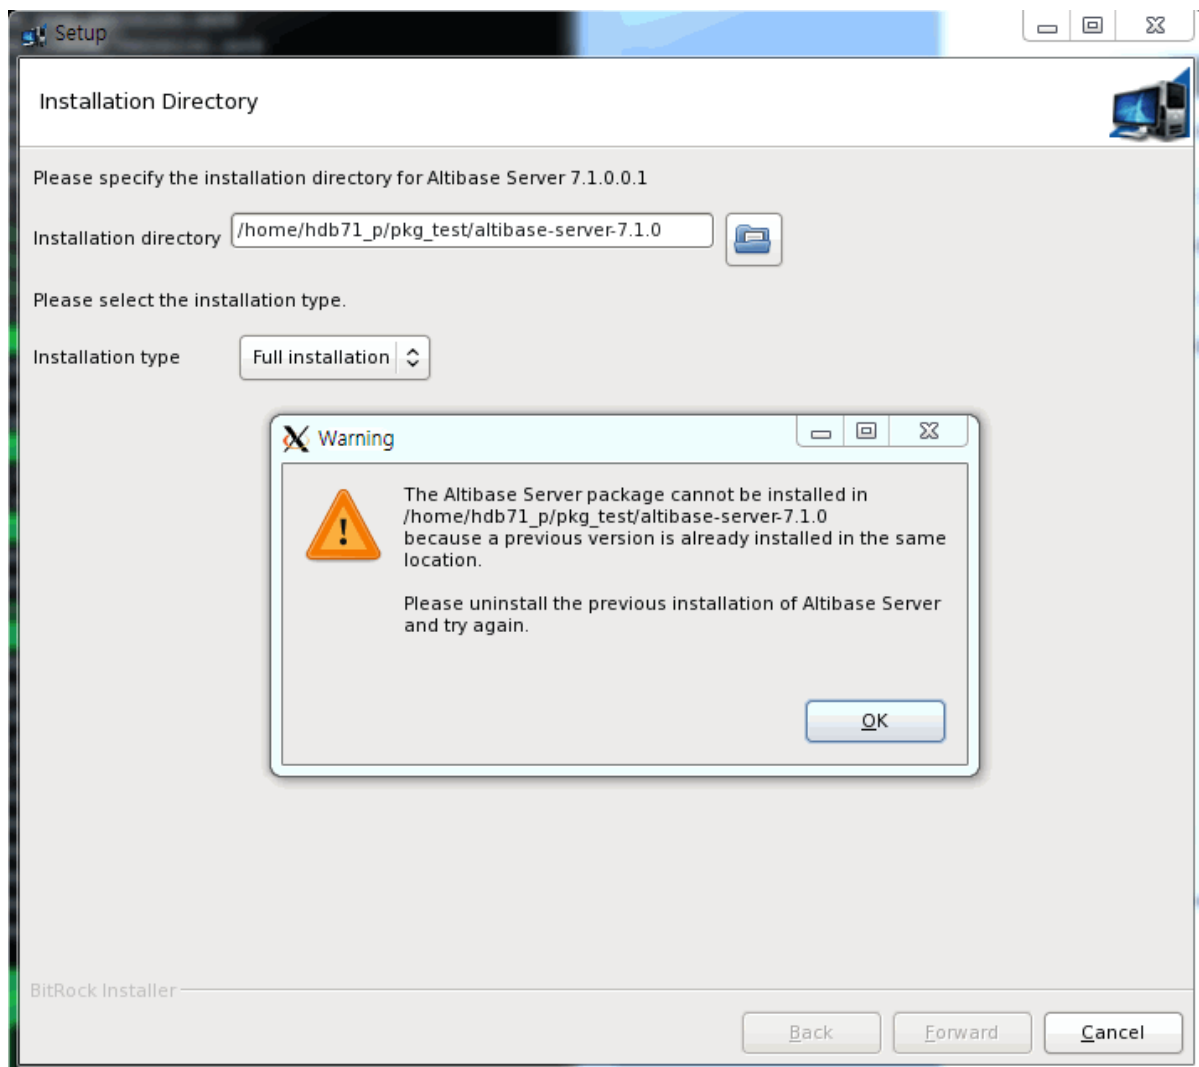 Setup
Installation Directory
Please specify the installation directory for Altibase Server 7.1.0.0.1
Installation directory /home/hdb71_p/pkg_test/altibase-server-7.1.0
Please select the installation type.
Installation type Full installation
Warning
The Altibase Server package cannot be installed in
/home/hdb71_p/pkg_test/altibase-server-7.1.0
because a previous version is already installed in the same
location.
Please uninstall the previous installation of Altibase Server
and try again.
OK
BitRock Installer
Back Forward Cancel